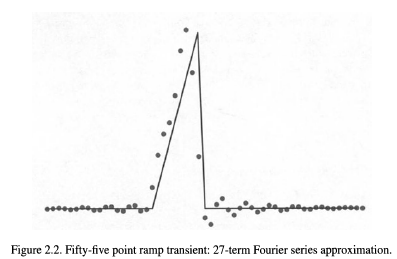 Figure 2.2. Fifty-five point ramp transient: 27-term Fourier series approximation.